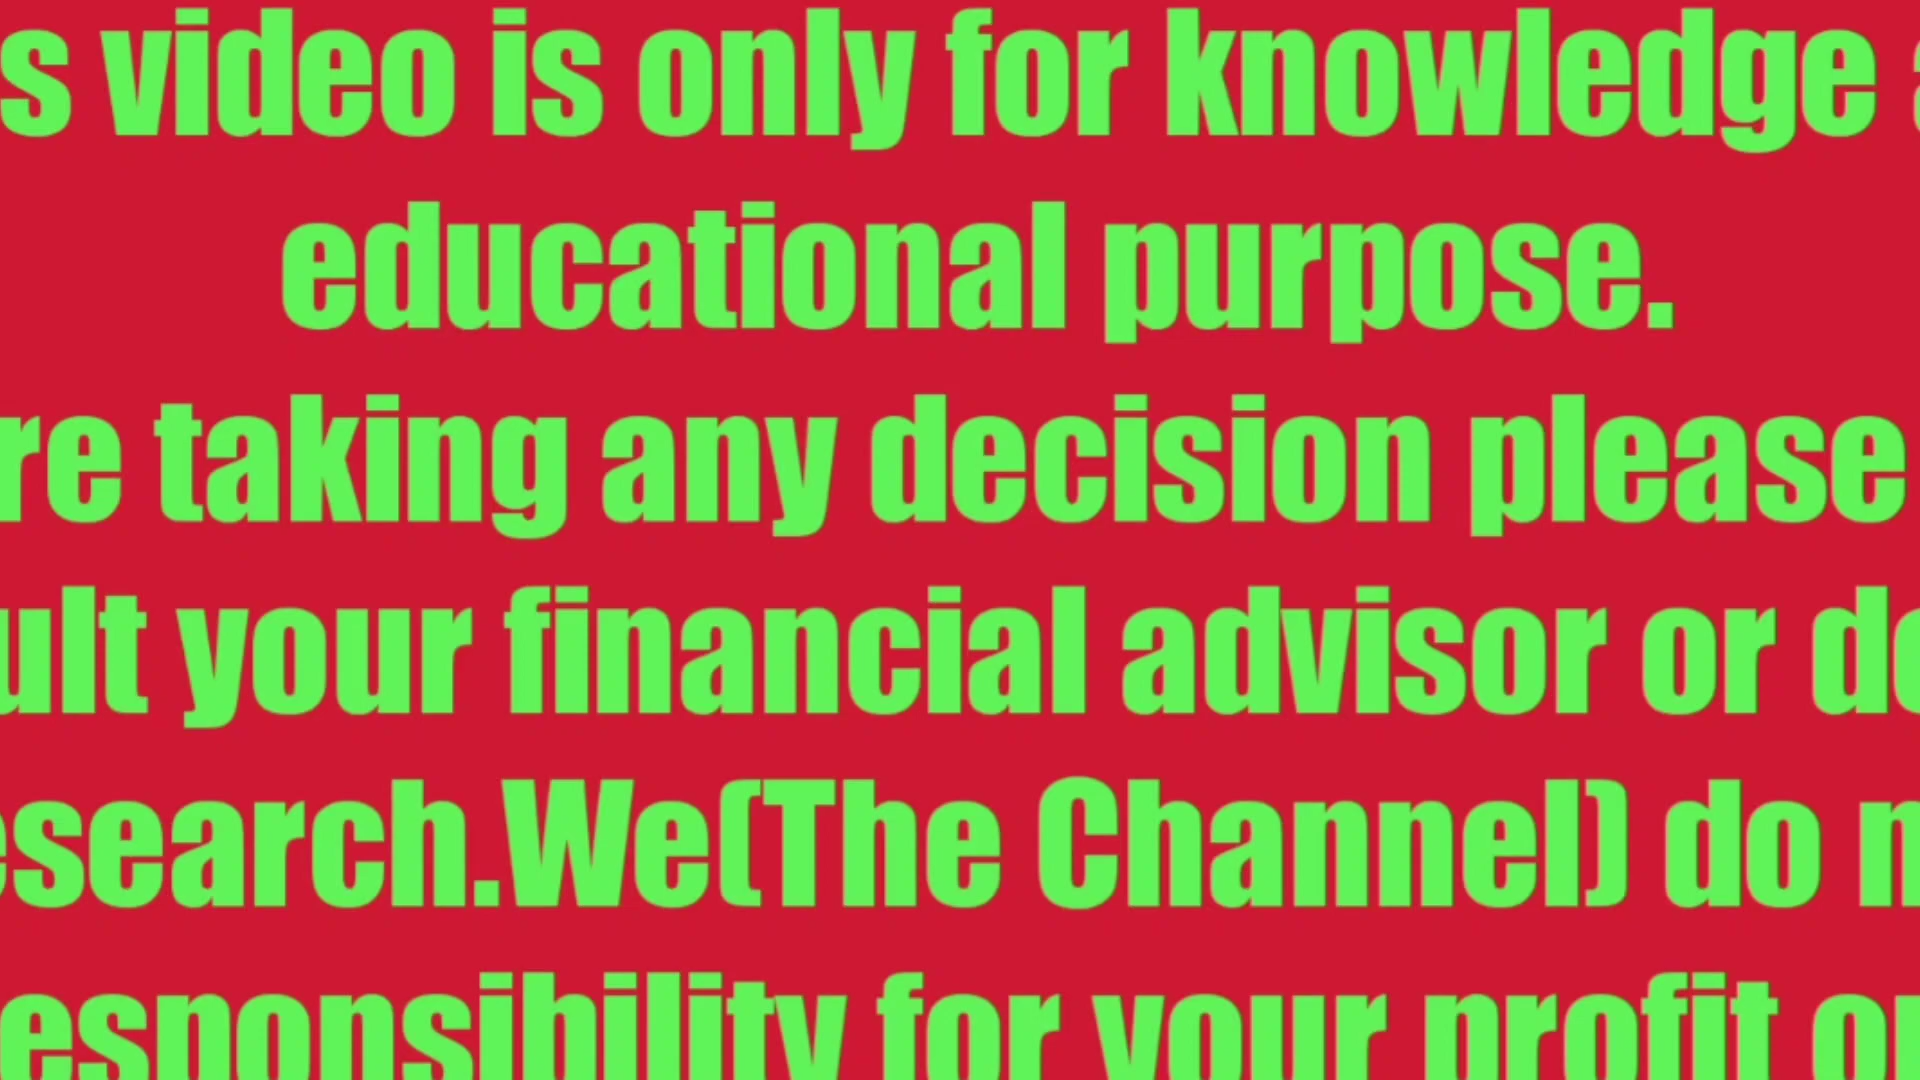 s video is only for knowledge
educational purpose.
re taking any decision please
ult your financial advisor or
esearch.We(The Channel) do
esponsibility for your profit